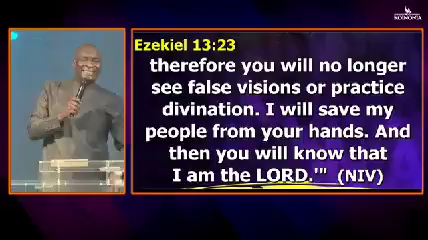 KOINONIA
Ezekiel 13:23
therefore you will no longer
see false visions or practice
divination. I will save my
people from your hands. And
then you will know that
I am the LORD.'" (NIV)